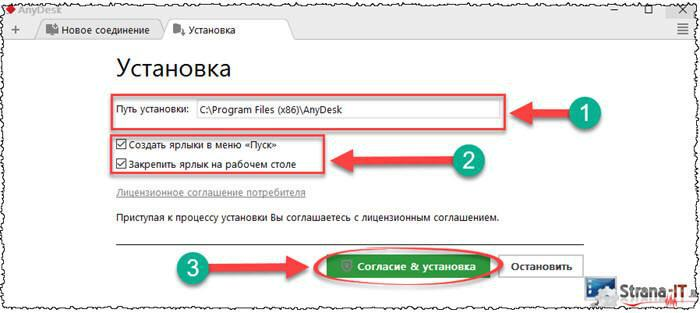 AnyDesk
Новое соединение
Установка
Установка
Путь установки: C:\Program Files (x86)\AnyDesk
1
Создать ярлыки в меню «Пуск»
2
Закрепить ярлык на рабочем столе
Лицензионное соглашение потребителя
Приступая к процессу установки Вы соглашаетесь с лицензионным соглашением.
3
Согласие & установка
Остановить
Strana-IT